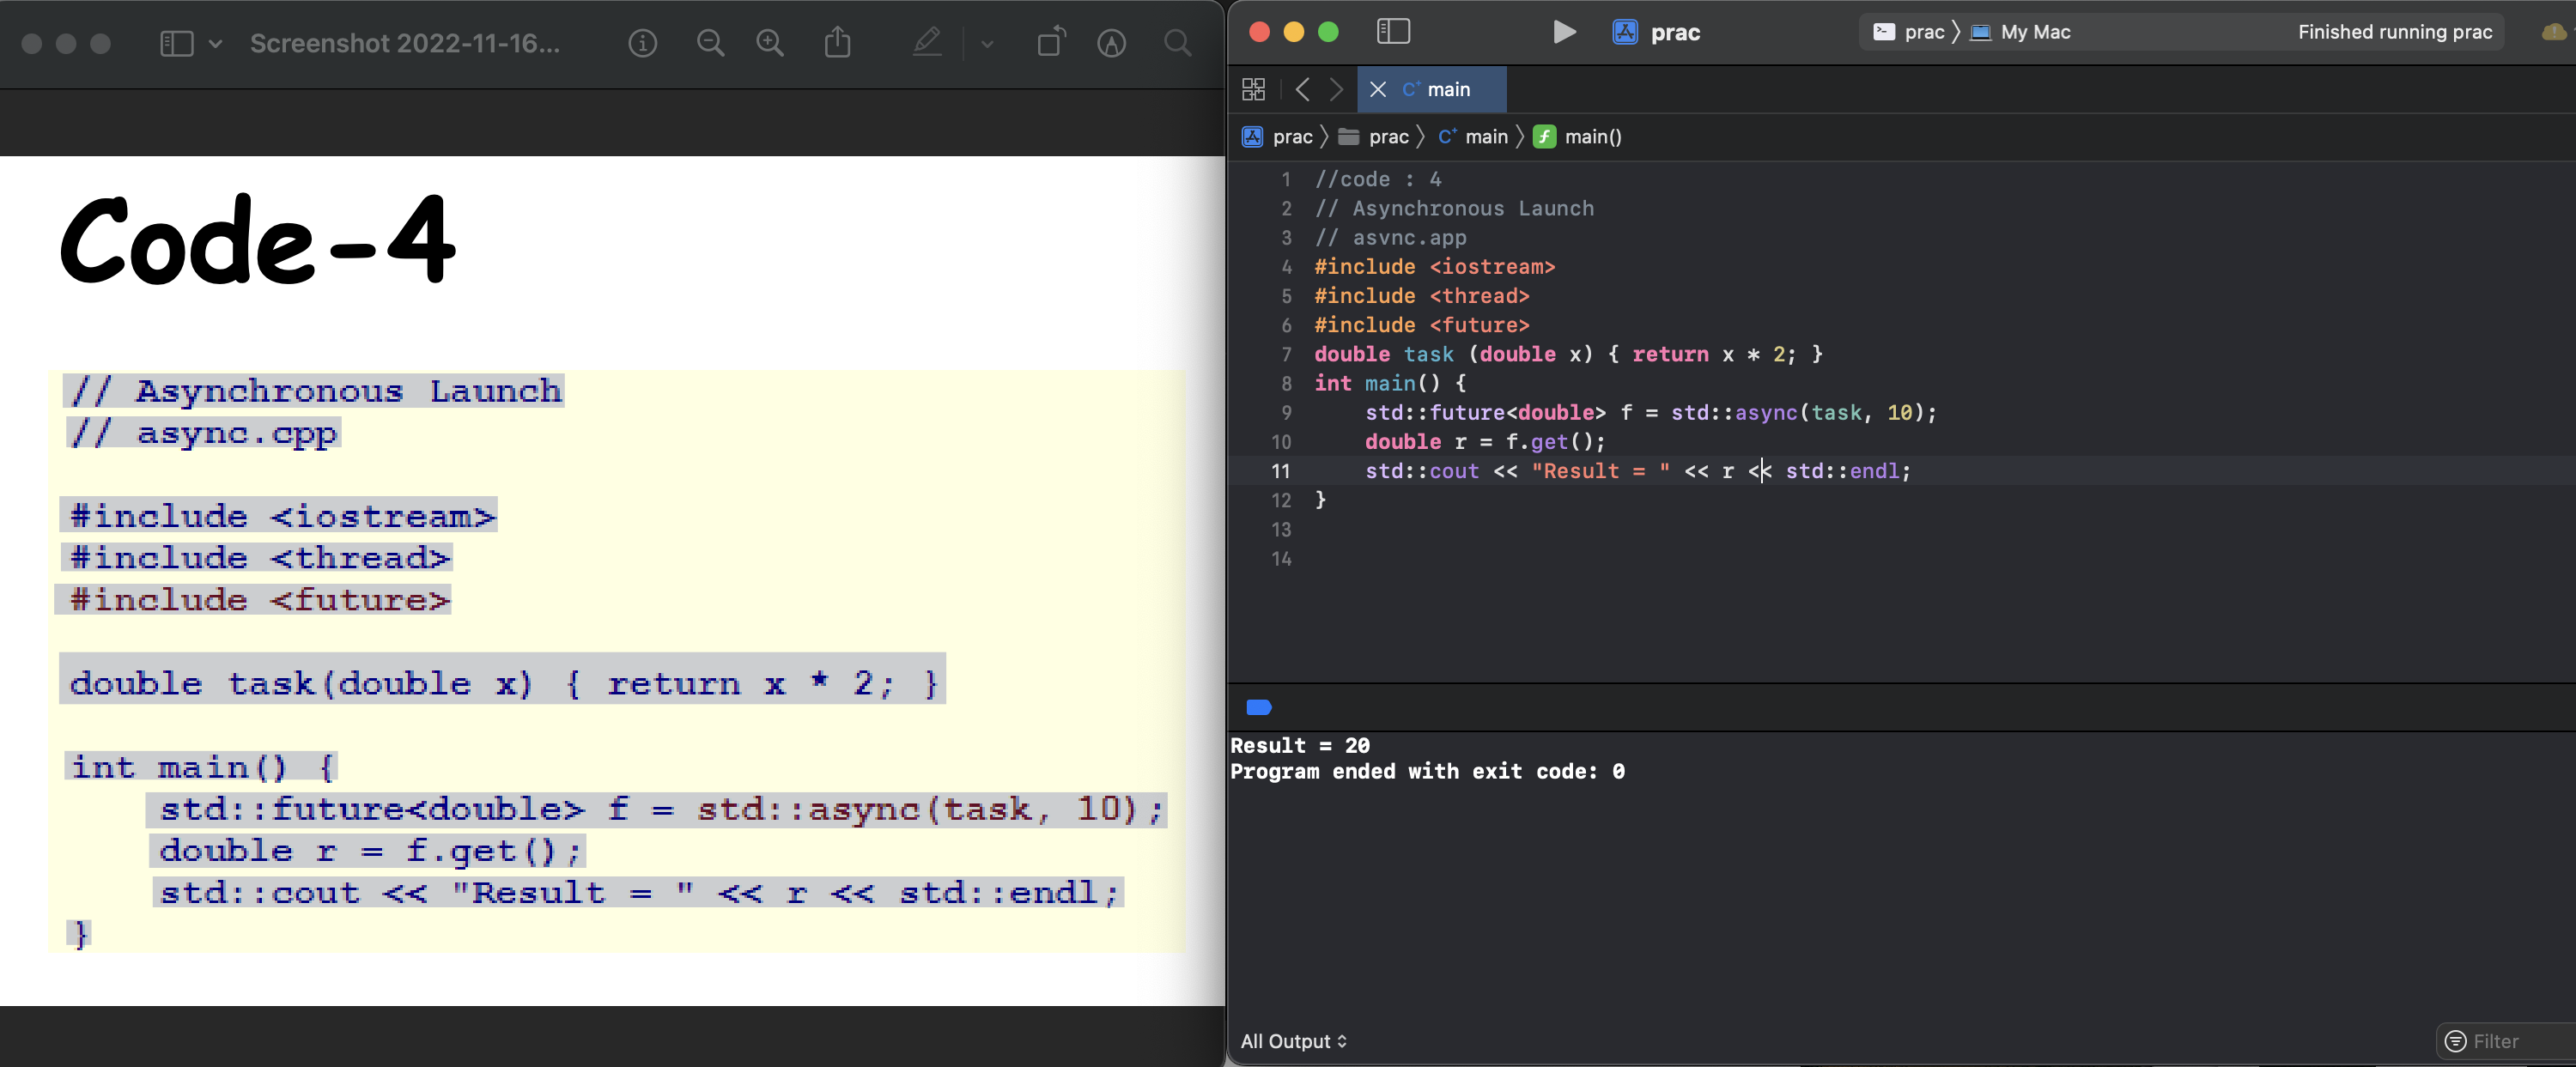 Screenshot 2022-11-16...
Code-4
// Asynchronous Launch
// async.cpp
#include <iostream>
#include <thread>
#include <future>
double task(double x) { return x * 2; }
int main() {
std::future<double> f = std::async(task, 10);
double r = f.get();
std::cout << "Result = " << r << std::endl;
}
prac
prac 〉 My Mac
Finished running prac
main
prac 〉 prac 〉 C+ main 〉 f main()
1 //code : 4
2 // Asynchronous Launch
3 // asvnc.app
4 #include <iostream>
5 #include <thread>
6 #include <future>
7 double task (double x) { return x * 2; }
8 int main() {
9 std::future<double> f = std::async(task, 10);
10 double r = f.get();
11 std::cout << "Result = " << r << std::endl;
12 }
13
14
Result = 20
Program ended with exit code: 0
All Output
Filter